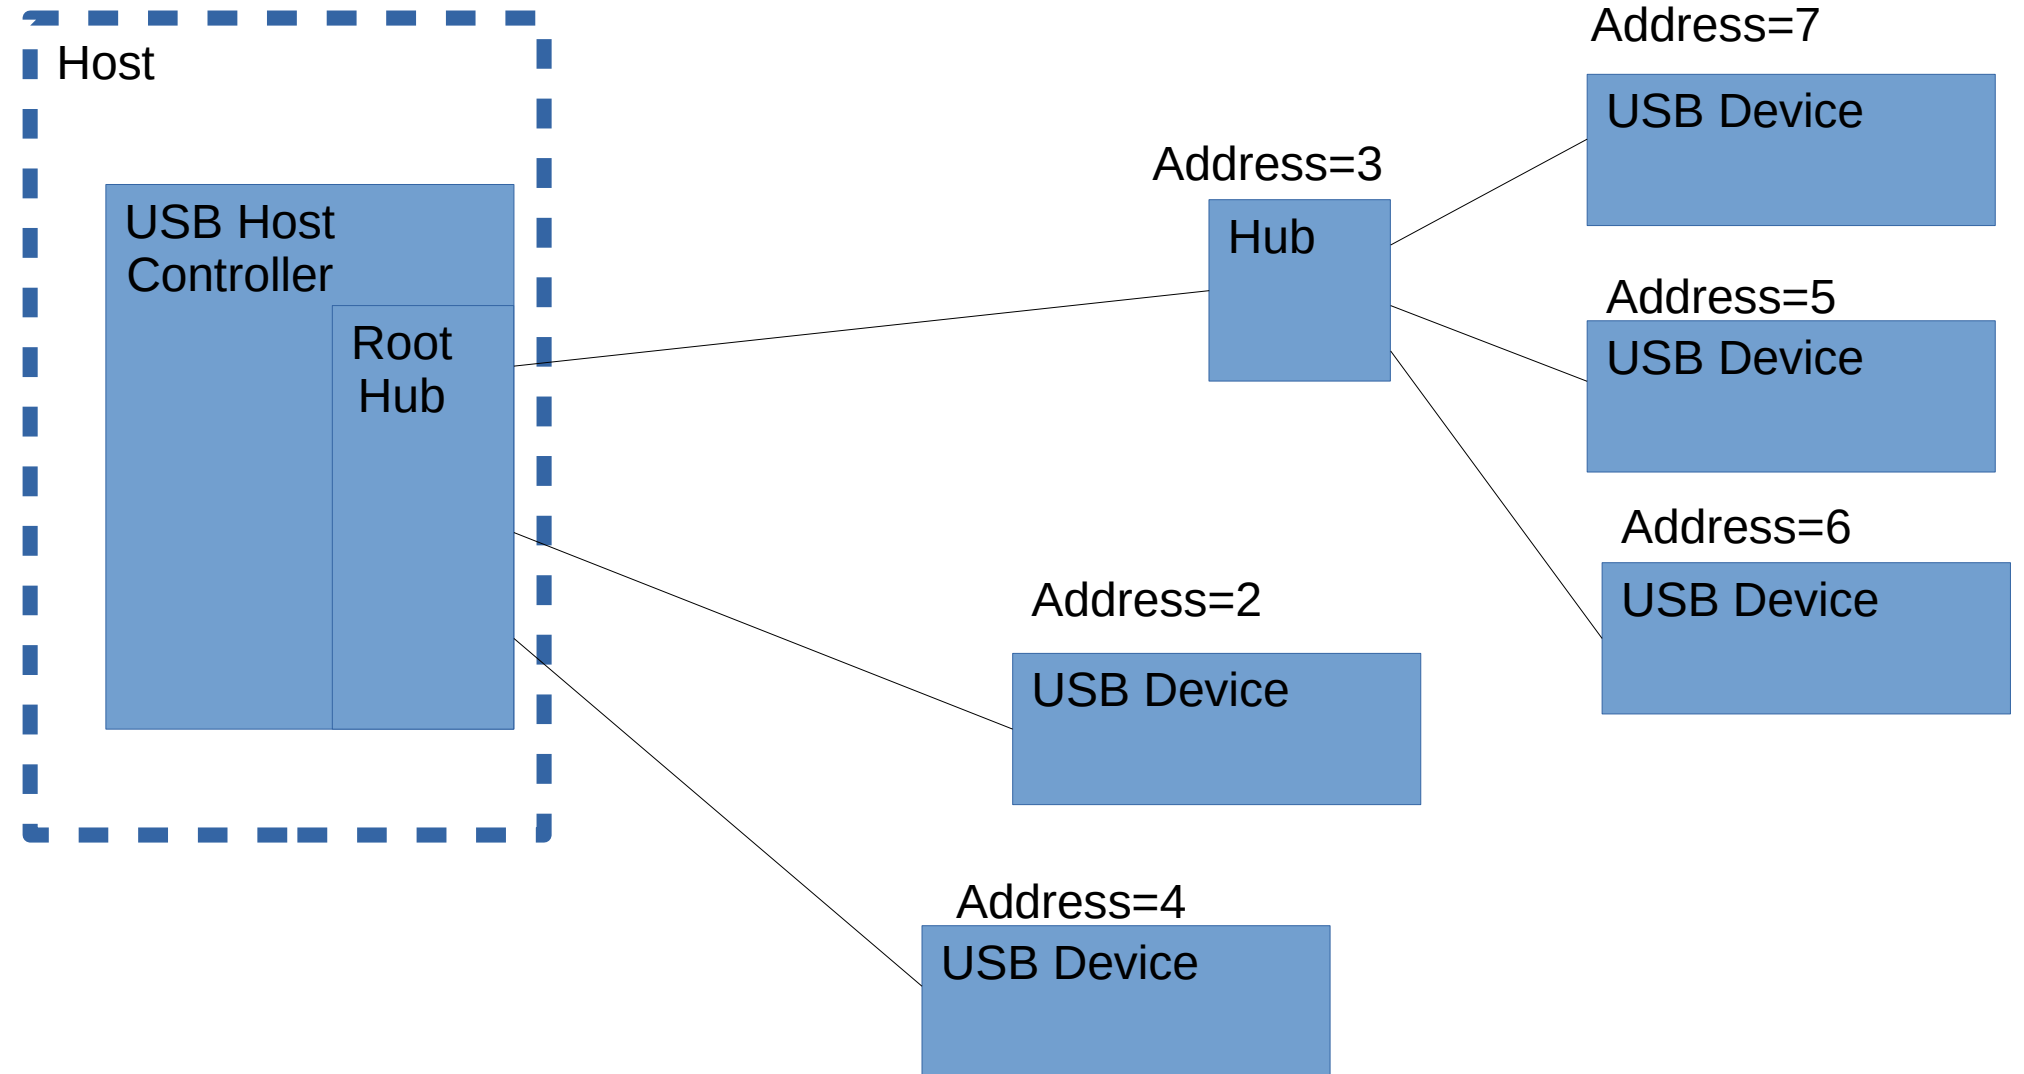 Host
USB Host
Controller
Root
Hub
Address=3
Hub
Address=7
USB Device
Address=5
USB Device
Address=6
USB Device
Address=2
USB Device
Address=4
USB Device